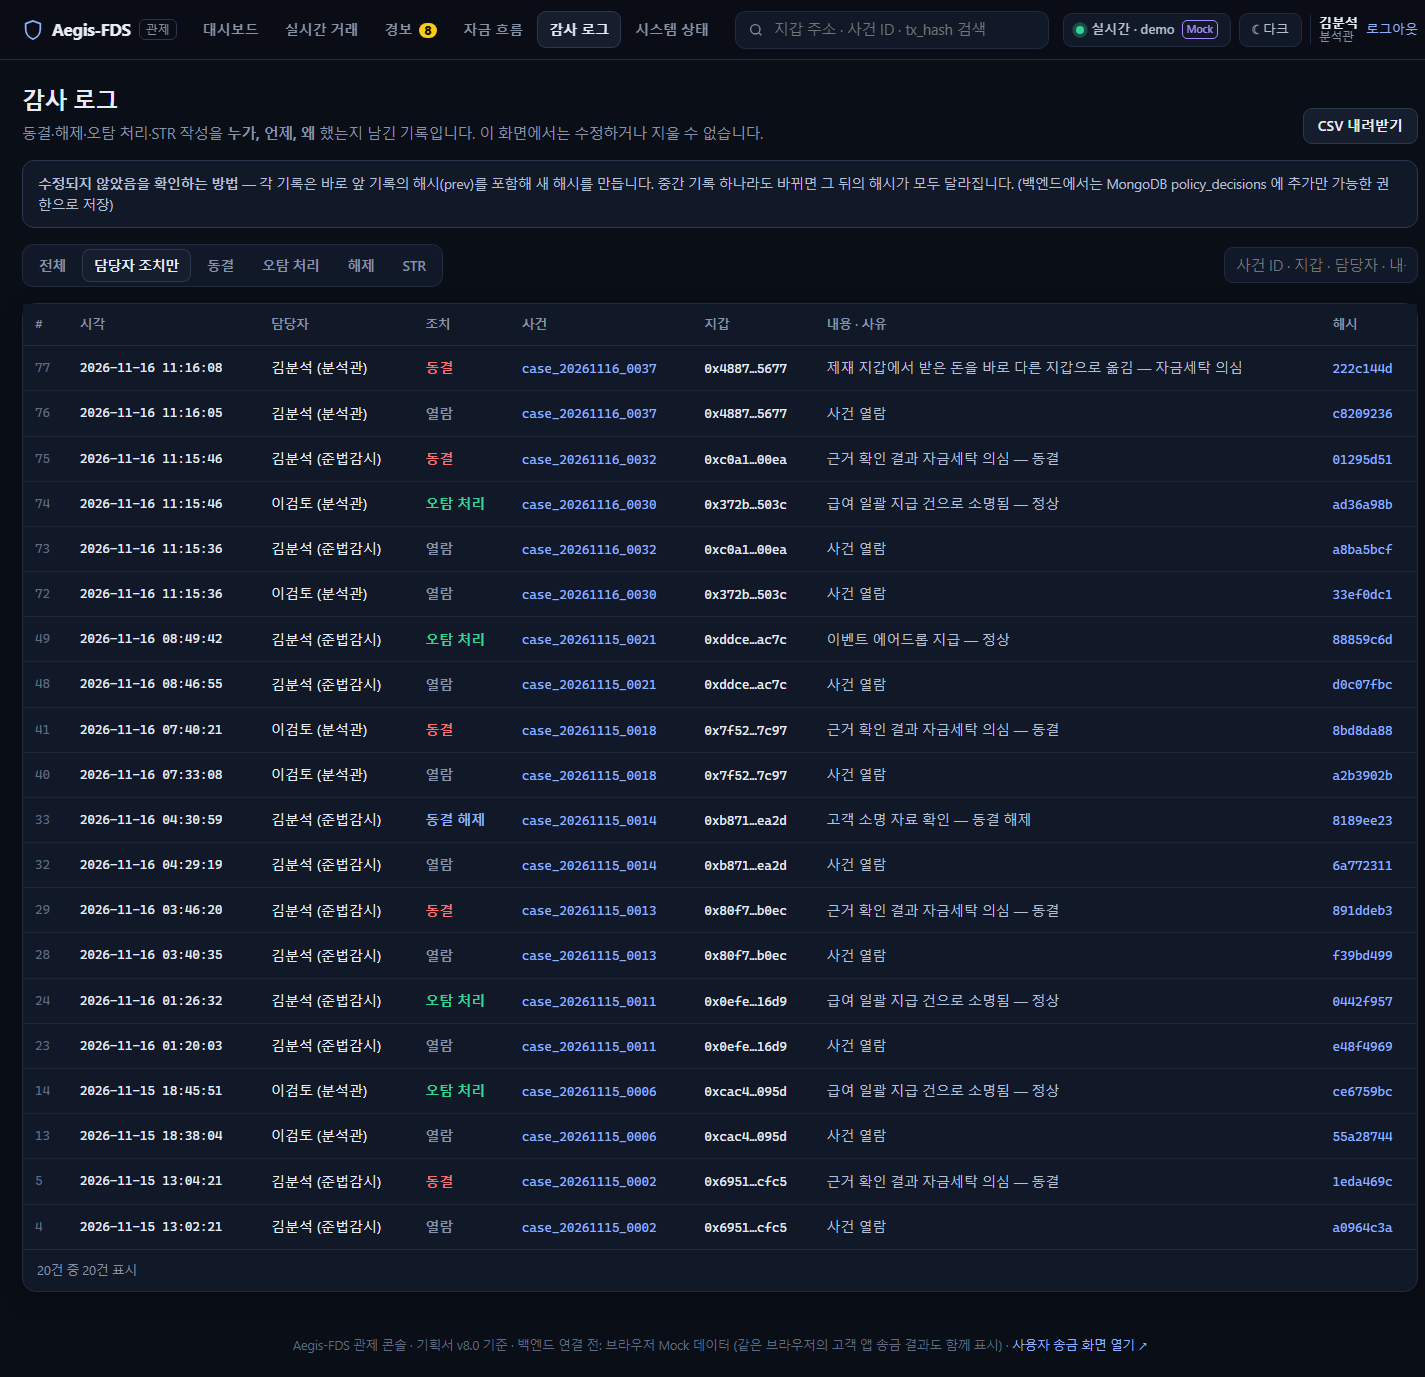 Aegis-FDS 관제 대시보드 실시간 거래 경보 8 자금 흐름 감사 로그 시스템 상태 지갑 주소 · 사건 ID · tx_hash 검색 실시간 · demo Mock ☾ 다크 김분석 분석관 로그아웃
감사 로그
동결·해제·오탐 처리·STR 작성을 누가, 언제, 왜 했는지 남긴 기록입니다. 이 화면에서는 수정하거나 지울 수 없습니다.
CSV 내려받기
수정되지 않았음을 확인하는 방법 — 각 기록은 바로 앞 기록의 해시(prev)를 포함해 새 해시를 만듭니다. 중간 기록 하나라도 바뀌면 그 뒤의 해시가 모두 달라집니다. (백엔드에서는 MongoDB policy_decisions 에 추가만 가능한 권
한으로 저장)
전체 담당자 조치만 동결 오탐 처리 해제 STR 사건 ID · 지갑 · 담당자 · 내·
# 시각 담당자 조치 사건 지갑 내용 · 사유 해시
77 2026-11-16 11:16:08 김분석 (분석관) 동결 case_20261116_0037 0x4887…5677 제재 지갑에서 받은 돈을 바로 다른 지갑으로 옮김 — 자금세탁 의심 222c144d
76 2026-11-16 11:16:05 김분석 (분석관) 열람 case_20261116_0037 0x4887…5677 사건 열람 c8209236
75 2026-11-16 11:15:46 김분석 (준법감시) 동결 case_20261116_0032 0xc0a1…00ea 근거 확인 결과 자금세탁 의심 — 동결 01295d51
74 2026-11-16 11:15:46 이검토 (분석관) 오탐 처리 case_20261116_0030 0x372b…503c 급여 일괄 지급 건으로 소명됨 — 정상 ad36a98b
73 2026-11-16 11:15:36 김분석 (준법감시) 열람 case_20261116_0032 0xc0a1…00ea 사건 열람 a8ba5bcf
72 2026-11-16 11:15:36 이검토 (분석관) 열람 case_20261116_0030 0x372b…503c 사건 열람 33ef0dc1
49 2026-11-16 08:49:42 김분석 (준법감시) 오탐 처리 case_20261115_0021 0xddce…ac7c 이벤트 에어드롭 지급 — 정상 88859c6d
48 2026-11-16 08:46:55 김분석 (준법감시) 열람 case_20261115_0021 0xddce…ac7c 사건 열람 d0c07fbc
41 2026-11-16 07:40:21 이검토 (분석관) 동결 case_20261115_0018 0x7f52…7c97 근거 확인 결과 자금세탁 의심 — 동결 8bd8da88
40 2026-11-16 07:33:08 이검토 (분석관) 열람 case_20261115_0018 0x7f52…7c97 사건 열람 a2b3902b
33 2026-11-16 04:30:59 김분석 (준법감시) 동결 해제 case_20261115_0014 0xb871…ea2d 고객 소명 자료 확인 — 동결 해제 8189ee23
32 2026-11-16 04:29:19 김분석 (준법감시) 열람 case_20261115_0014 0xb871…ea2d 사건 열람 6a772311
29 2026-11-16 03:46:20 김분석 (준법감시) 동결 case_20261115_0013 0x80f7…b0ec 근거 확인 결과 자금세탁 의심 — 동결 891ddeb3
28 2026-11-16 03:40:35 김분석 (준법감시) 열람 case_20261115_0013 0x80f7…b0ec 사건 열람 f39bd499
24 2026-11-16 01:26:32 김분석 (준법감시) 오탐 처리 case_20261115_0011 0x0efe…16d9 급여 일괄 지급 건으로 소명됨 — 정상 0442f957
23 2026-11-16 01:20:03 김분석 (준법감시) 열람 case_20261115_0011 0x0efe…16d9 사건 열람 e48f4969
14 2026-11-15 18:45:51 이검토 (분석관) 오탐 처리 case_20261115_0006 0xcac4…095d 급여 일괄 지급 건으로 소명됨 — 정상 ce6759bc
13 2026-11-15 18:38:04 이검토 (분석관) 열람 case_20261115_0006 0xcac4…095d 사건 열람 55a28744
5 2026-11-15 13:04:21 김분석 (준법감시) 동결 case_20261115_0002 0x6951…cfc5 근거 확인 결과 자금세탁 의심 — 동결 1eda469c
4 2026-11-15 13:02:21 김분석 (준법감시) 열람 case_20261115_0002 0x6951…cfc5 사건 열람 a0964c3a
20건 중 20건 표시
Aegis-FDS 관제 콘솔 · 기획서 v8.0 기준 · 백엔드 연결 전: 브라우저 Mock 데이터 (같은 브라우저의 고객 앱 송금 결과도 함께 표시) · 사용자 송금 화면 열기 ↗